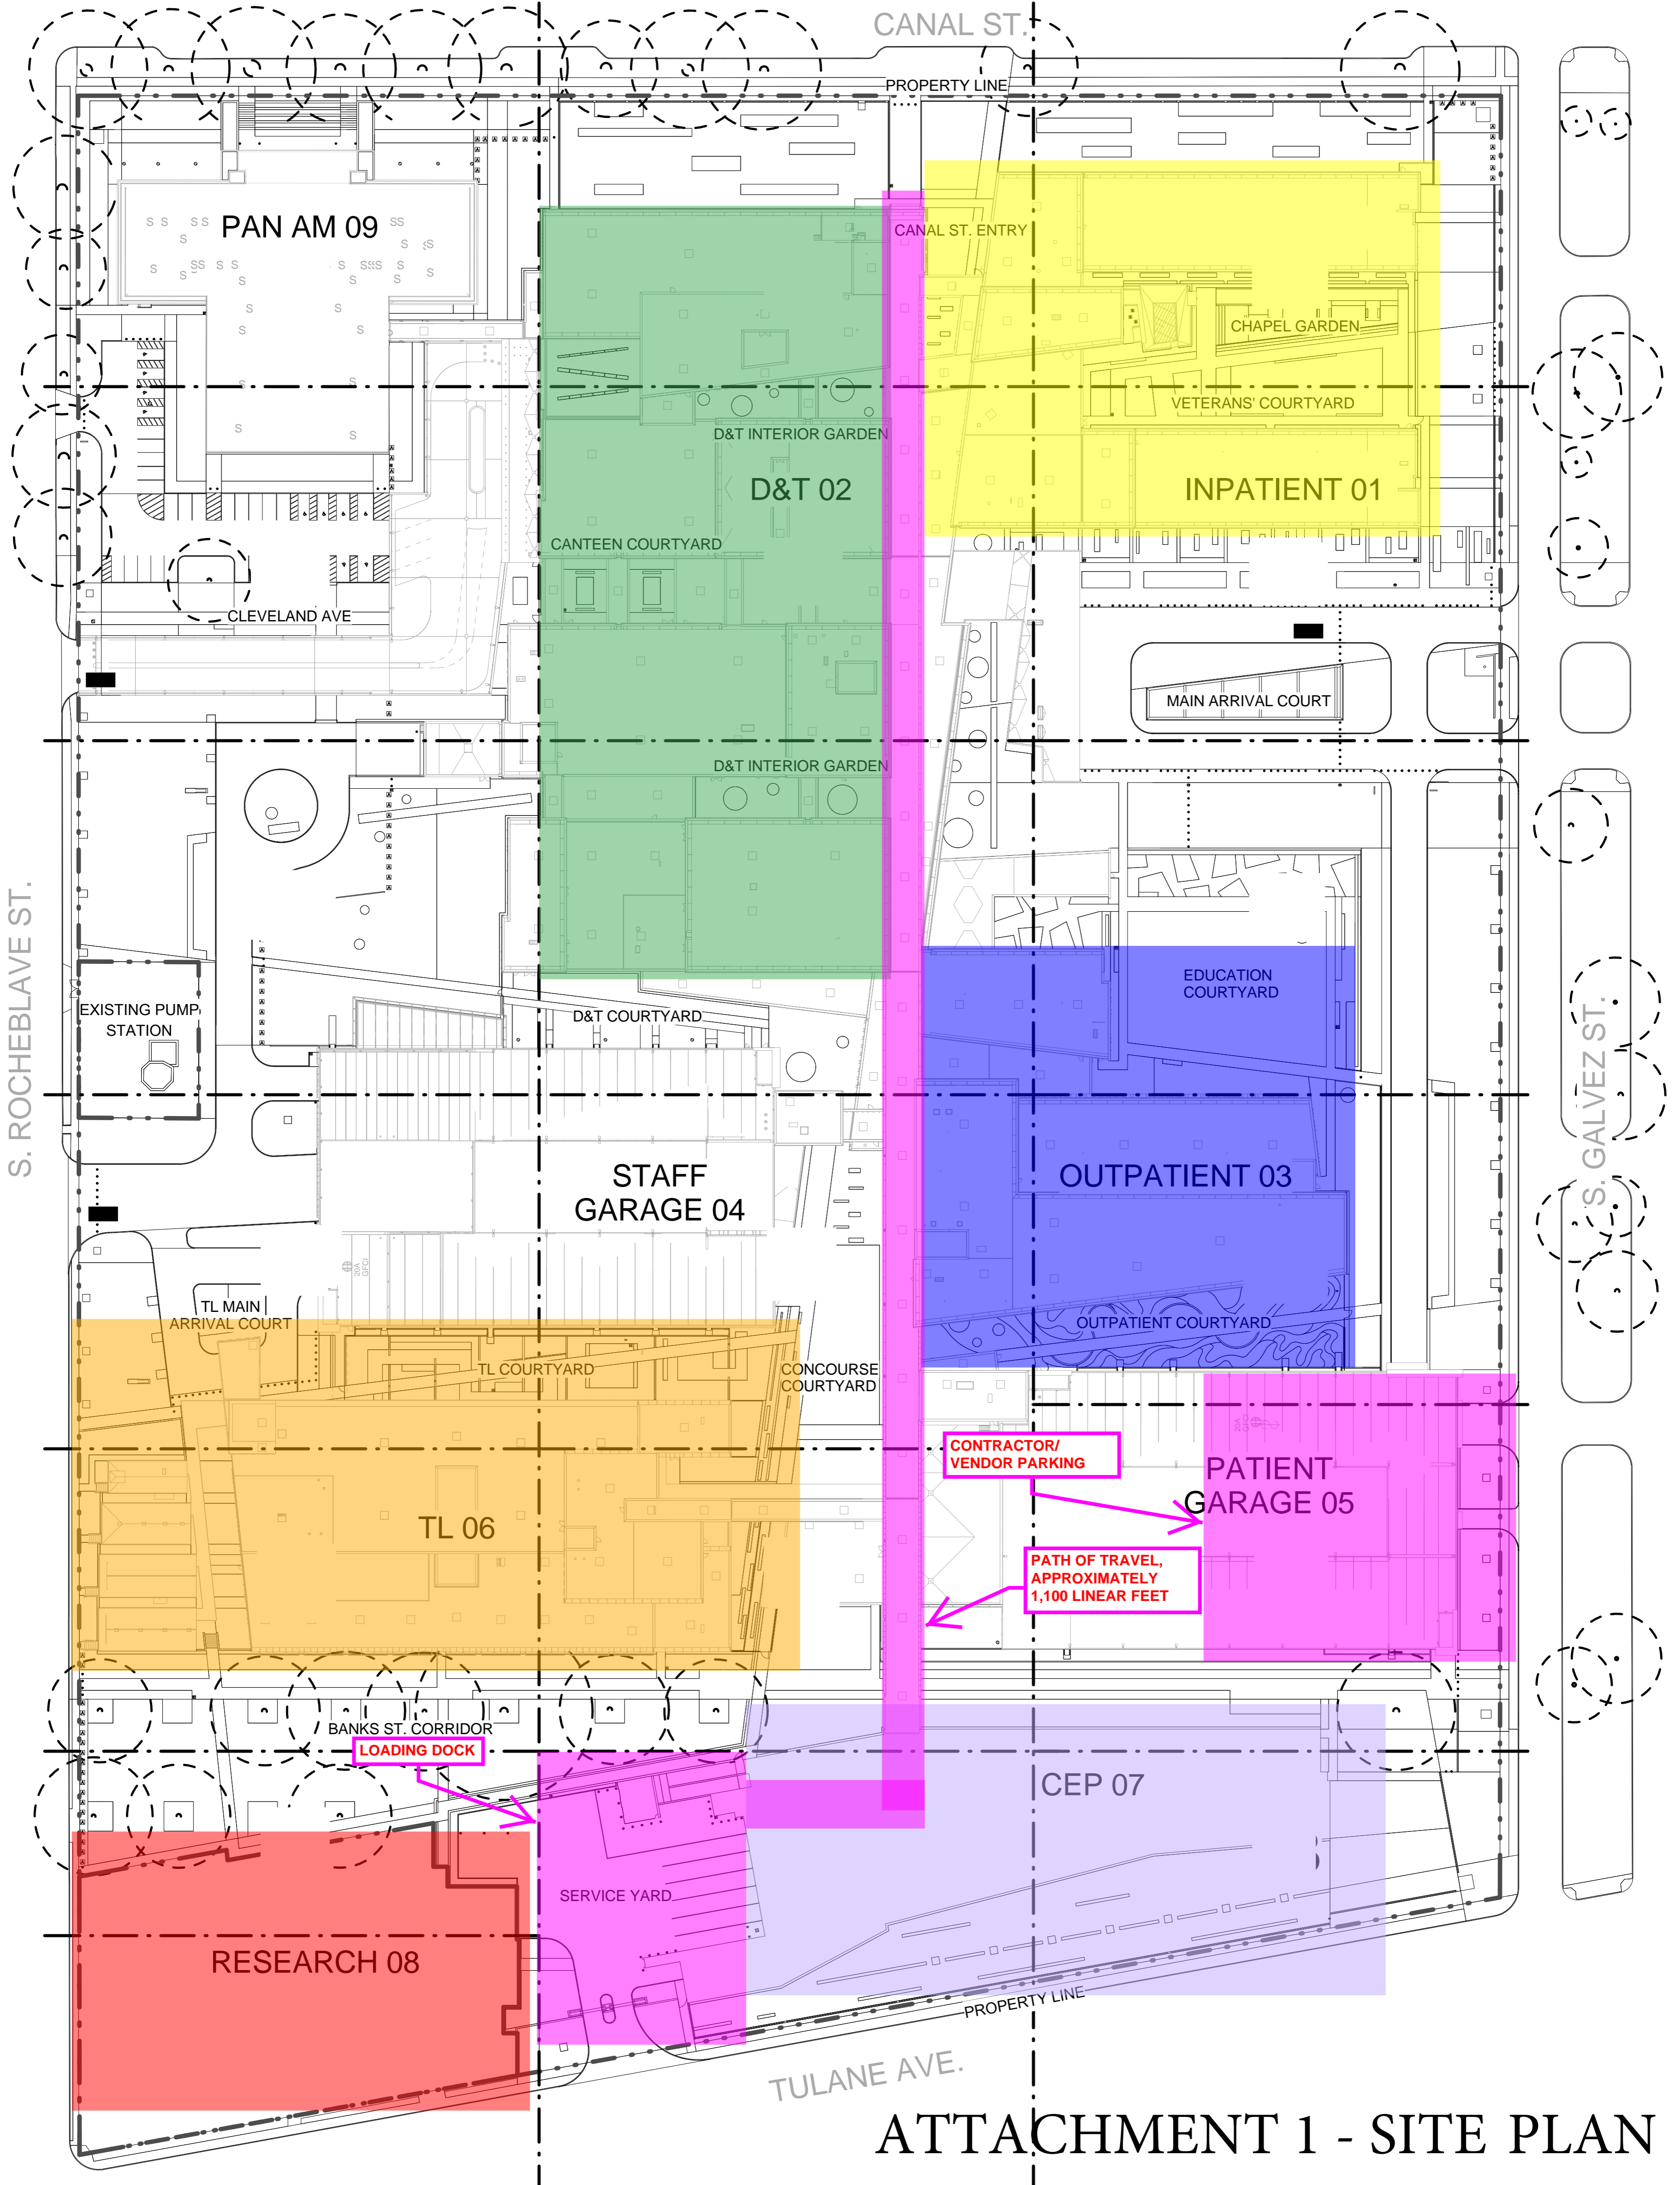 CANAL ST.
PROPERTY LINE
PAN AM 09
CANAL ST. ENTRY
CHAPEL GARDEN
VETERANS' COURTYARD
D&T INTERIOR GARDEN
D&T 02
INPATIENT 01
CANTEEN COURTYARD
CLEVELAND AVE
MAIN ARRIVAL COURT
D&T INTERIOR GARDEN
S. ROCHEBLAVE ST.
EDUCATION
COURTYARD
EXISTING PUMP
STATION
D&T COURTYARD
S. GALVEZ ST.
STAFF
GARAGE 04
OUTPATIENT 03
20A
GFCI
TL MAIN
ARRIVAL COURT
OUTPATIENT COURTYARD
TL COURTYARD
CONCOURSE
COURTYARD
CONTRACTOR/
VENDOR PARKING
PATIENT
GARAGE 05
TL 06
PATH OF TRAVEL,
APPROXIMATELY
1,100 LINEAR FEET
BANKS ST. CORRIDOR
LOADING DOCK
CEP 07
SERVICE YARD
RESEARCH 08
PROPERTY LINE
TULANE AVE.
ATTACHMENT 1 - SITE PLAN